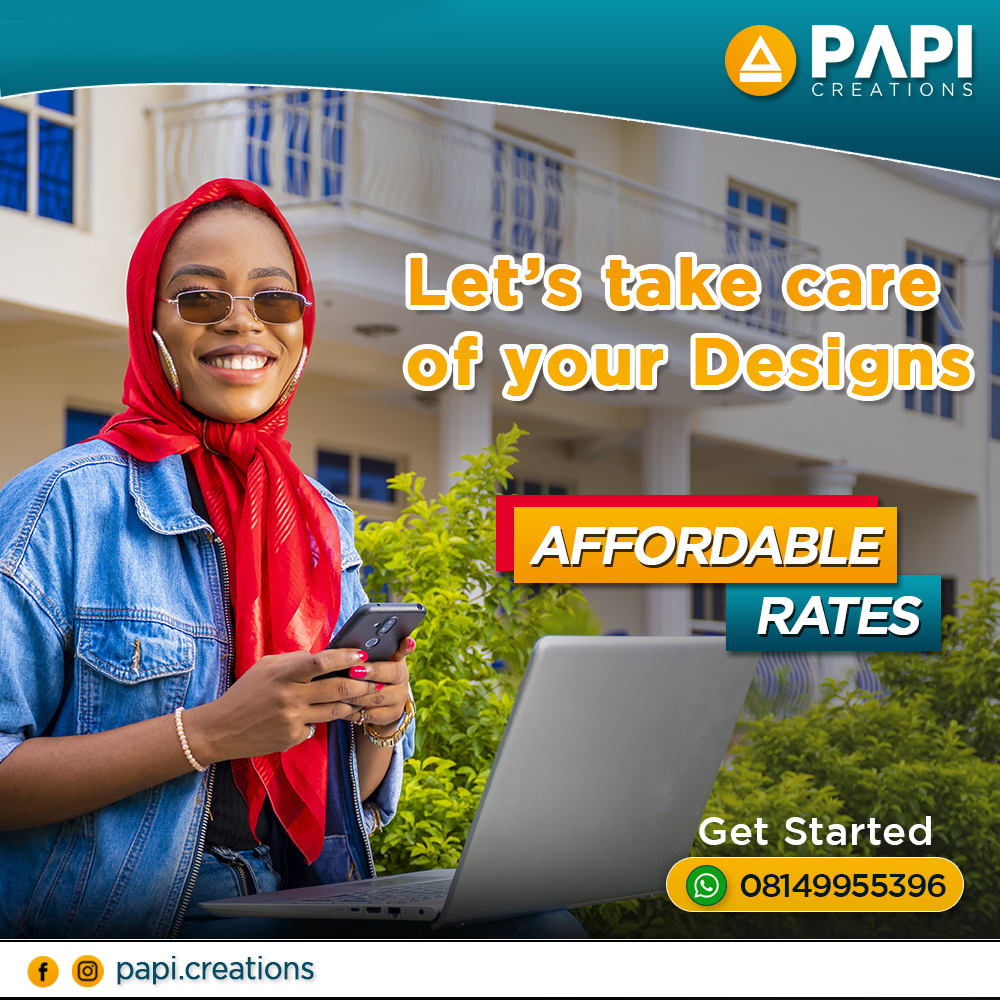 PAPI
CREATIONS
Let's take care
of your Designs
AFFORDABLE
RATES
Get Started
08149955396
papi.creations